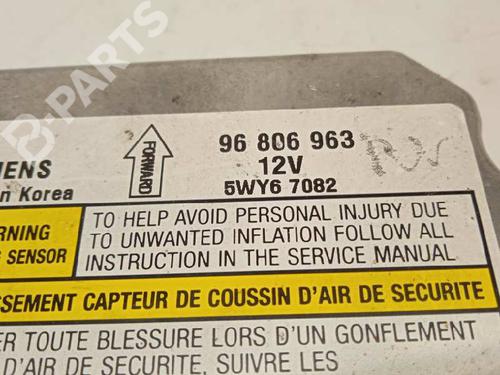 B-PARTS
96 806 963
12V
5WY6 7082
FORWARD
IENS
n Korea
RNING
SENSOR
TO HELP AVOID PERSONAL INJURY DUE
TO UNWANTED INFLATION FOLLOW ALL
INSTRUCTION IN THE SERVICE MANUAL
SSEMENT CAPTEUR DE COUSSIN D'AIR DE SECURITE
ER TOUTE BLESSURE LORS D'UN GONFLEMENT
D'AIR DE SECURITE, SUIVRE LES